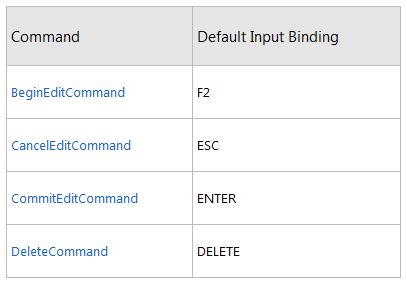 Command Default Input Binding
BeginEditCommand F2
CancelEditCommand ESC
CommitEditCommand ENTER
DeleteCommand DELETE